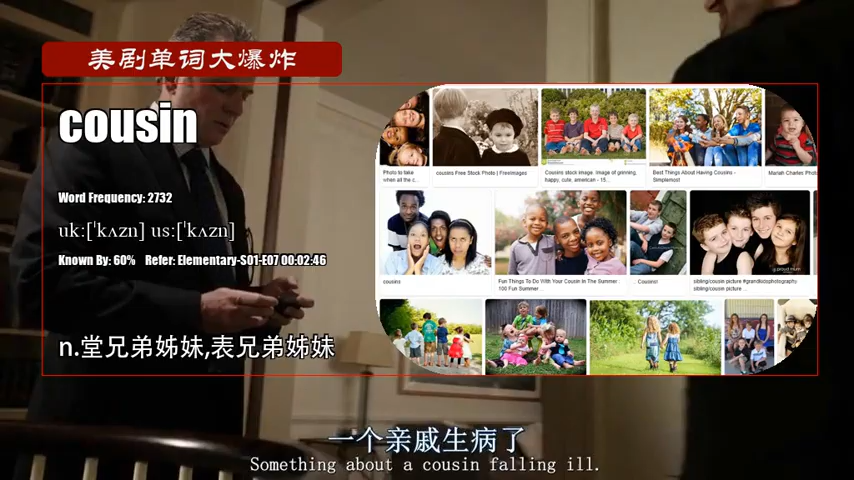 美剧单词大爆炸
cousin
Word Frequency: 2732
uk:['kʌzn] us:['kʌzn]
Known By: 60% Refer: Elementary-S01-E07 00:02:46
n.堂兄弟姊妹,表兄弟姊妹
Photo to take when all the c...
cousins Free Stock Photo | FreeImages
Cousins stock image. Image of grinning, happy, cute, american - 15...
Best Things About Having Cousins - Simplemost
Mariah Charles Photo
cousins
Fun Things To Do With Your Cousin In The Summer : 100 Fun Summer ...
: Cousins!
sibling/cousin picture #grandkidsphotography sibling/cousin picture ...
一个亲戚生病了
Something about a cousin falling ill.